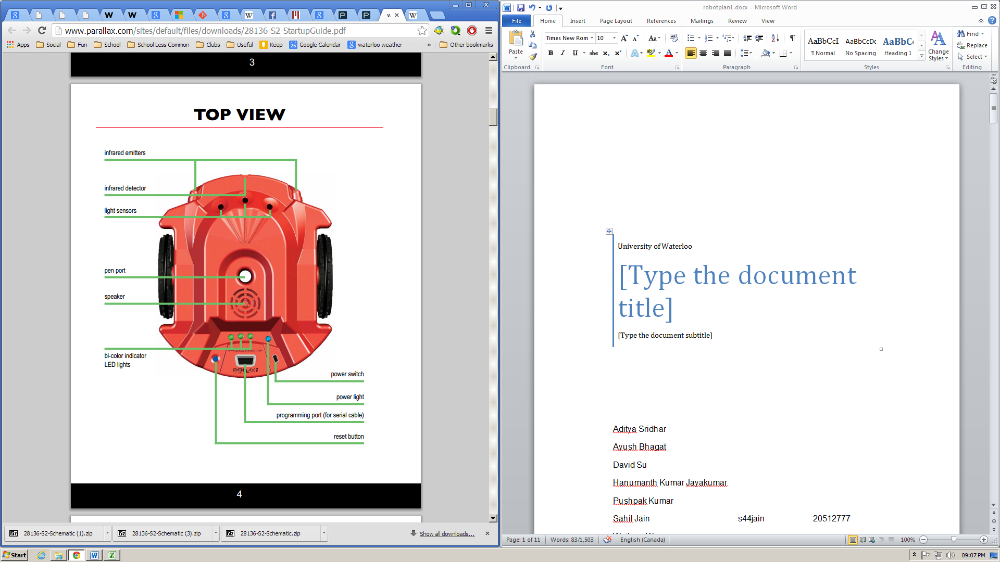 www.parallax.com/sites/default/files/downloads/28136-S2-StartupGuide.pdf
Apps Social Fun School School Less Common Clubs Useful Keep 25 Google Calendar waterloo weather » Other bookmarks
3
TOP VIEW
infrared emitters
infrared detector
light sensors
pen port
speaker
bi-color indicator
LED lights
power switch
power light
programming port (for serial cable)
reset button
4
28136-S2-Schematic (1).zip 28136-S2-Schematic (3).zip 28136-S2-Schematic.zip Show all downloads...
robotplan1.docx - Microsoft Word
File Home Insert Page Layout References Mailings Review View
Paste
Clipboard
Times New Rom 10
Font
Paragraph
AaBbCcI AaBbCcDc AaBbCc
¶ Normal No Spacing Heading 1
Change
Styles
Styles
Find
Replace
Select
Editing
University of Waterloo
[Type the document
title]
[Type the document subtitle]
Aditya Sridhar
Ayush Bhagat
David Su
Hanumanth Kumar Jayakumar
Pushpak Kumar
Sahil Jain s44jain 20512777
Page: 1 of 11 Words: 83/1,503 English (Canada) 100%
Start 09:07 PM